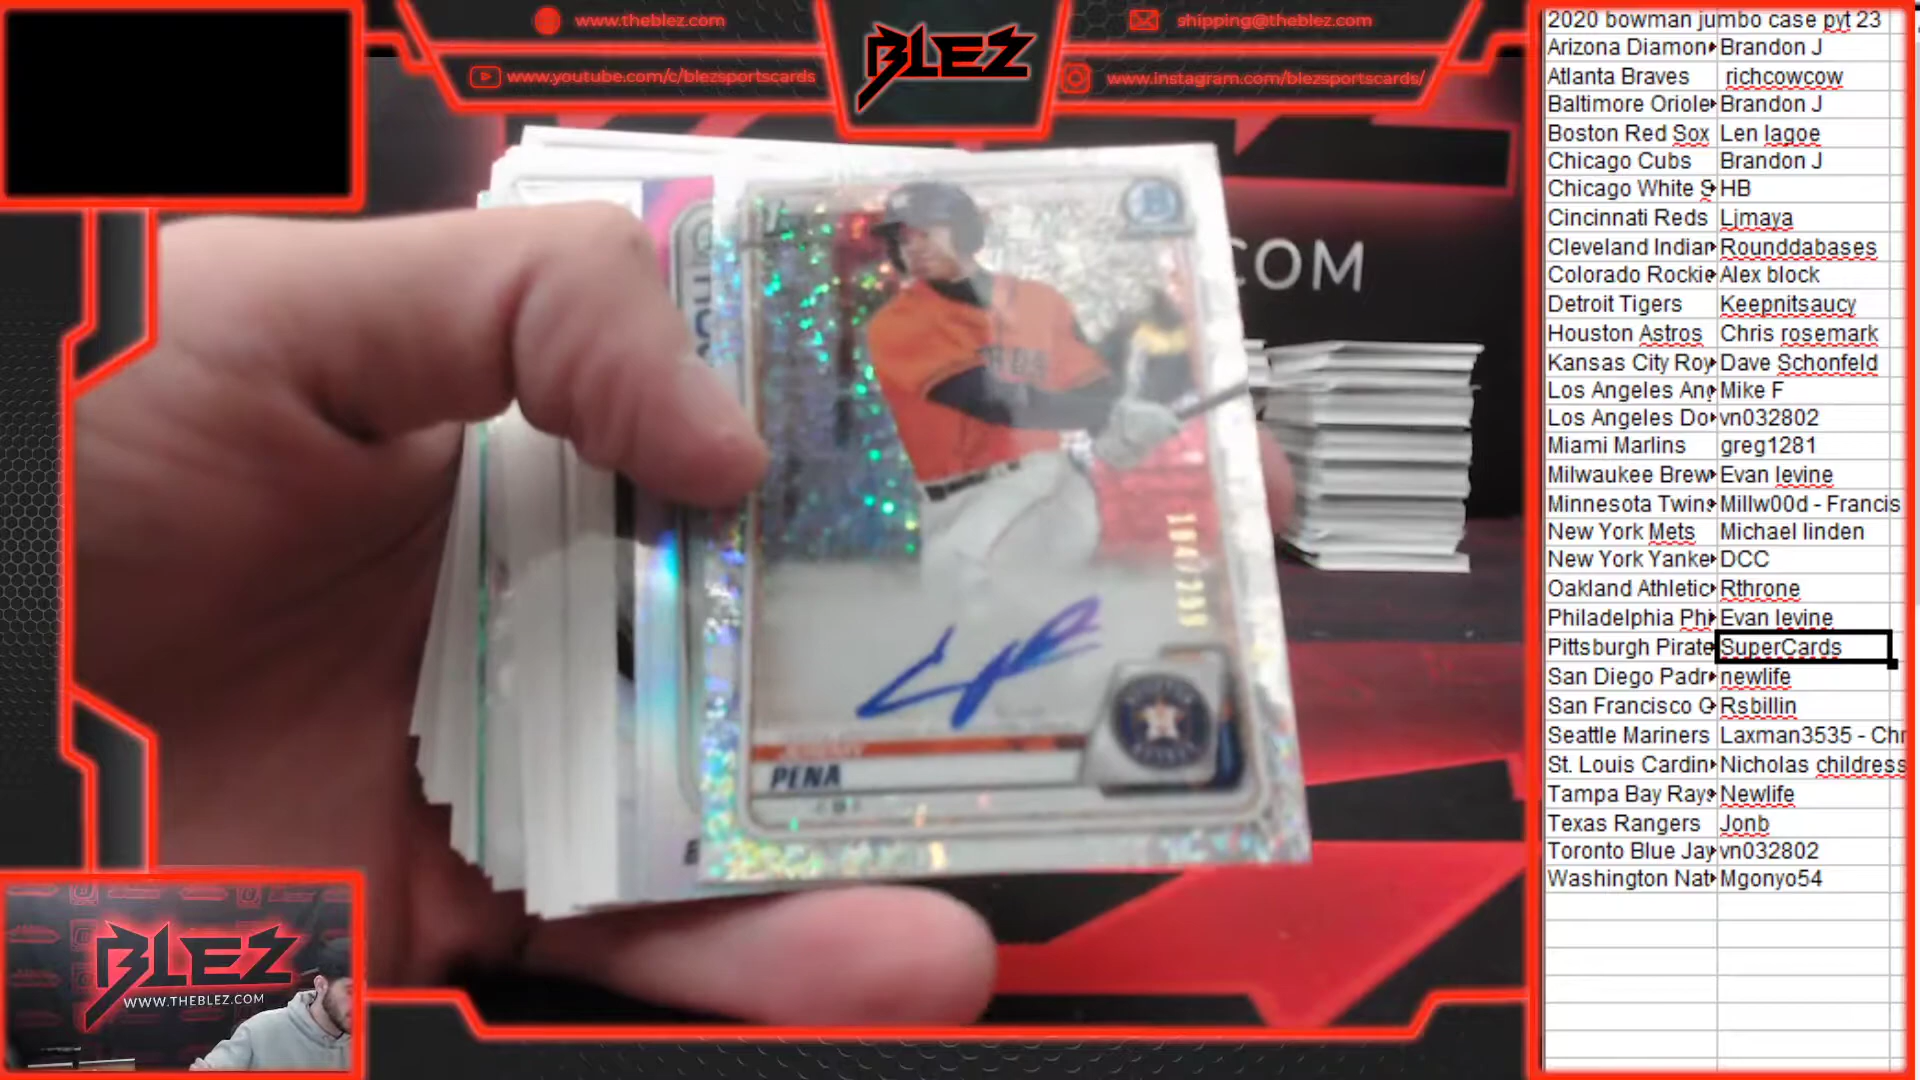 www.theblez.com
www.youtube.com/c/blezsportscards
BLEZ
shipping@theblez.com
www.instagram.com/blezsportscards/
COM
JEREMY
PENA
BLEZ
WWW.THEBLEZ.COM
2020 bowman jumbo case pyt 23
Arizona Diamon Brandon J
Atlanta Braves richcowcow
Baltimore Oriole Brandon J
Boston Red Sox Len lagoe
Chicago Cubs Brandon J
Chicago White S HB
Cincinnati Reds Ljmaya
Cleveland Indian Rounddabases
Colorado Rockie Alex block
Detroit Tigers Keepnitsaucy
Houston Astros Chris rosemark
Kansas City Roy Dave Schonfeld
Los Angeles Ang Mike F
Los Angeles Do vn032802
Miami Marlins greg1281
Milwaukee Brew Evan levine
Minnesota Twins Millw00d - Francis
New York Mets Michael linden
New York Yanke DCC
Oakland Athletic Rthrone
Philadelphia Phi Evan levine
Pittsburgh Pirate SuperCards
San Diego Padr newlife
San Francisco G Rsbillin
Seattle Mariners Laxman3535 - Chr
St. Louis Cardin Nicholas childress
Tampa Bay Rays Newlife
Texas Rangers Jonb
Toronto Blue Jay vn032802
Washington Nat Mgonyo54